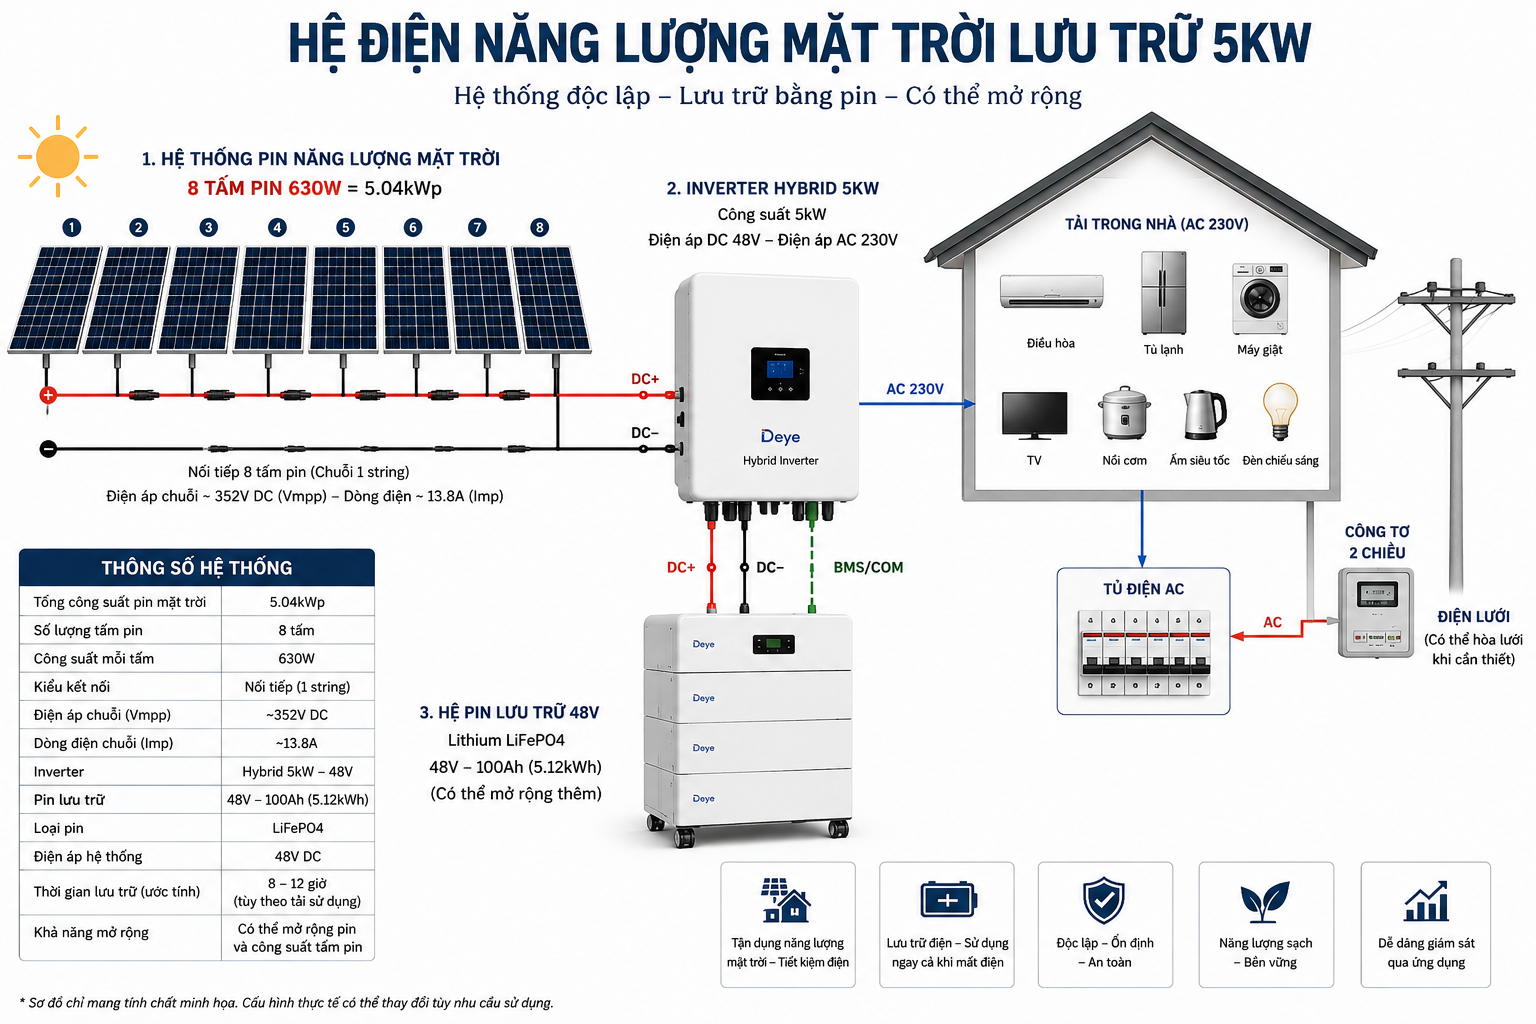 HỆ ĐIỆN NĂNG LƯỢNG MẶT TRỜI LƯU TRỮ 5KW
Hệ thống độc lập – Lưu trữ bằng pin – Có thể mở rộng
1. HỆ THỐNG PIN NĂNG LƯỢNG MẶT TRỜI
8 TẤM PIN 630W = 5.04kWp
1 2 3 4 5 6 7 8
DC+
DC–
Nối tiếp 8 tấm pin (Chuỗi 1 string)
Điện áp chuỗi ~ 352V DC (Vmpp) – Dòng điện ~ 13.8A (Imp)
2. INVERTER HYBRID 5KW
Công suất 5kW
Điện áp DC 48V – Điện áp AC 230V
Deye
Hybrid Inverter
AC 230V
DC+
DC–
BMS/COM
TẢI TRONG NHÀ (AC 230V)
Điều hòa
Tủ lạnh
Máy giặt
TV
Nồi cơm
Ấm siêu tốc
Đèn chiếu sáng
TỦ ĐIỆN AC
AC
CÔNG TƠ
2 CHIỀU
ĐIỆN LƯỚI
(Có thể hòa lưới
khi cần thiết)
3. HỆ PIN LƯU TRỮ 48V
Lithium LiFePO4
48V – 100Ah (5.12kWh)
(Có thể mở rộng thêm)
Deye
Deye
Deye
Deye
THÔNG SỐ HỆ THỐNG
Tổng công suất pin mặt trời 5.04kWp
Số lượng tấm pin 8 tấm
Công suất mỗi tấm 630W
Kiểu kết nối Nối tiếp (1 string)
Điện áp chuỗi (Vmpp) ~352V DC
Dòng điện chuỗi (Imp) ~13.8A
Inverter Hybrid 5kW – 48V
Pin lưu trữ 48V – 100Ah (5.12kWh)
Loại pin LiFePO4
Điện áp hệ thống 48V DC
Thời gian lưu trữ (ước tính) 8 – 12 giờ
(tùy theo tải sử dụng)
Khả năng mở rộng Có thể mở rộng pin
và công suất tấm pin
Tận dụng năng lượng
mặt trời – Tiết kiệm điện
Lưu trữ điện – Sử dụng
ngay cả khi mất điện
Độc lập – Ổn định
– An toàn
Năng lượng sạch
– Bền vững
Dễ dàng giám sát
qua ứng dụng
* Sơ đồ chỉ mang tính chất minh họa. Cấu hình thực tế có thể thay đổi tùy nhu cầu sử dụng.